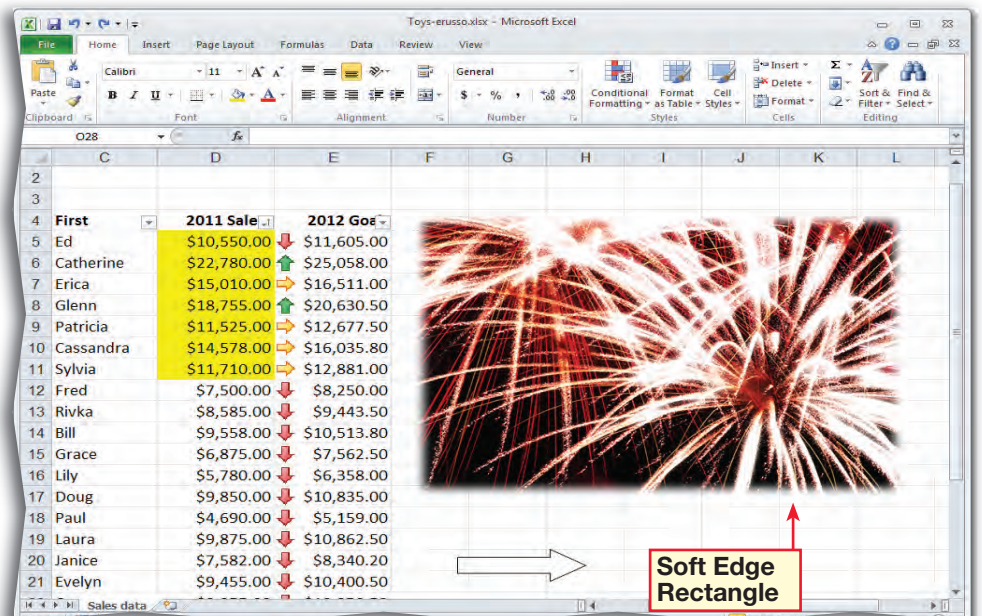 Toys-erusso.xlsx - Microsoft Excel
File Home Insert Page Layout Formulas Data Review View
Calibri 11 A A General Insert Σ
Paste B I U A $ % , .00 Conditional Format Cell Delete Sort & Find &
Formatting as Table Styles Format Filter Select
Clipboard Font Alignment Number Styles Cells Editing
O28 fx
C D E F G H I J K L
2
3
4 First 2011 Sale 2012 Goa
5 Ed $10,550.00 $11,605.00
6 Catherine $22,780.00 $25,058.00
7 Erica $15,010.00 $16,511.00
8 Glenn $18,755.00 $20,630.50
9 Patricia $11,525.00 $12,677.50
10 Cassandra $14,578.00 $16,035.80
11 Sylvia $11,710.00 $12,881.00
12 Fred $7,500.00 $8,250.00
13 Rivka $8,585.00 $9,443.50
14 Bill $9,558.00 $10,513.80
15 Grace $6,875.00 $7,562.50
16 Lily $5,780.00 $6,358.00
17 Doug $9,850.00 $10,835.00
18 Paul $4,690.00 $5,159.00
19 Laura $9,875.00 $10,862.50
20 Janice $7,582.00 $8,340.20
21 Evelyn $9,455.00 $10,400.50
Soft Edge
Rectangle
Sales data